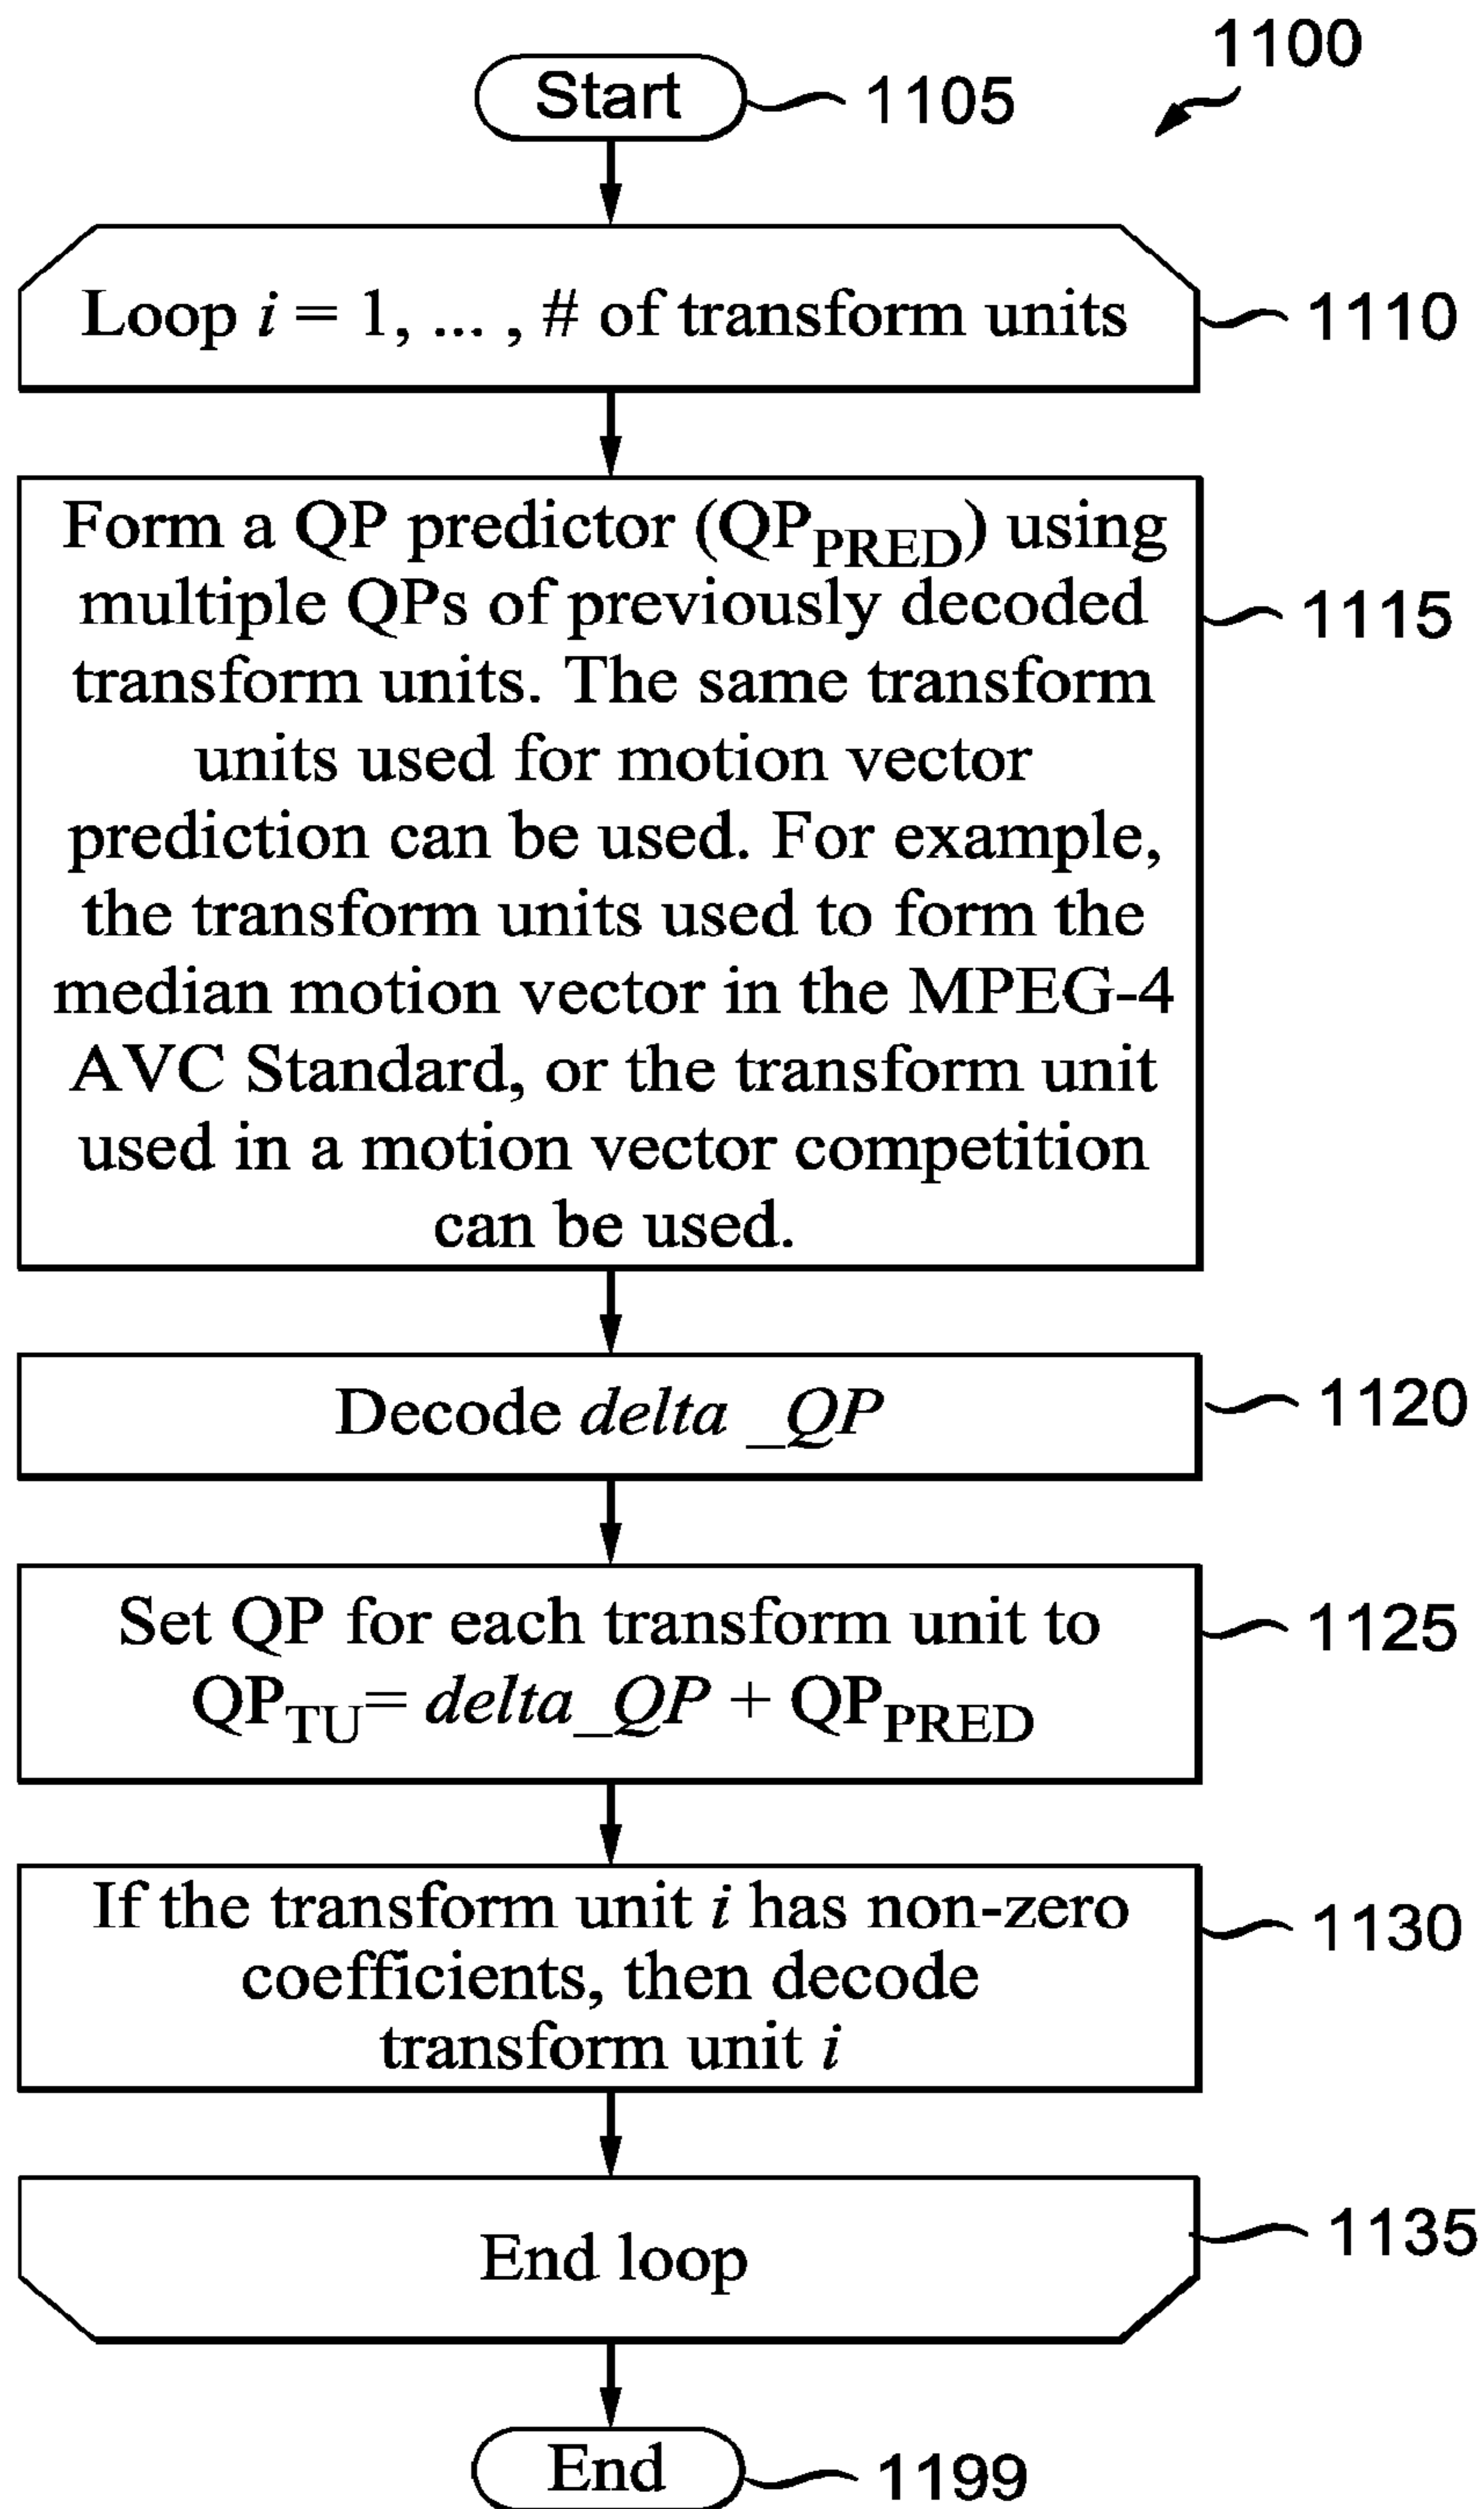 1100
Start
1105
Loop i = 1, ... , # of transform units
1110
Form a QP predictor (QPPRED) using
multiple QPs of previously decoded
transform units. The same transform
units used for motion vector
prediction can be used. For example,
the transform units used to form the
median motion vector in the MPEG-4
AVC Standard, or the transform unit
used in a motion vector competition
can be used.
1115
Decode delta_QP
1120
Set QP for each transform unit to
QPTU= delta_QP + QPPRED
1125
If the transform unit i has non-zero
coefficients, then decode
transform unit i
1130
End loop
1135
End
1199